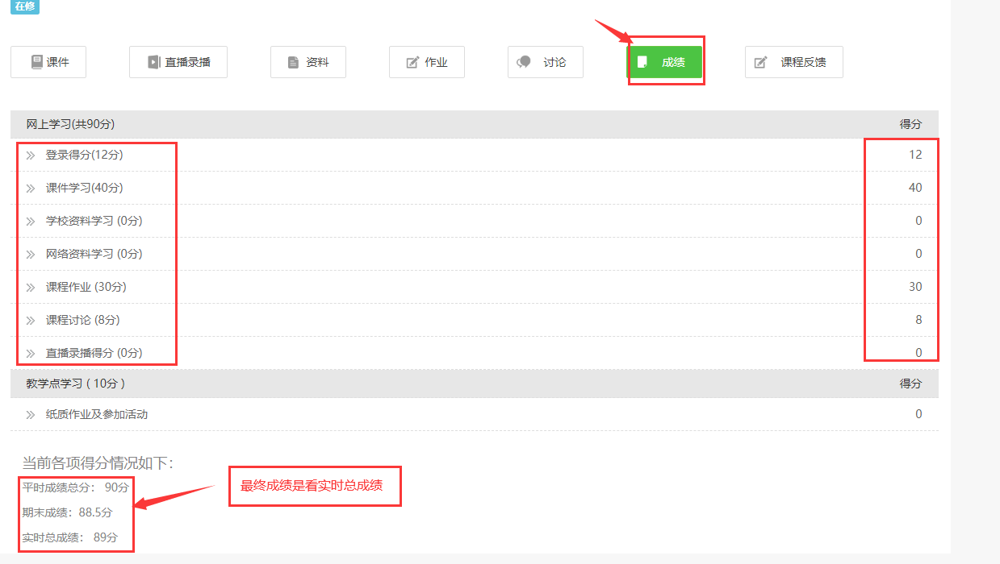 在修
课件 直播录播 资料 作业 讨论 成绩 课程反馈
网上学习(共90分) 得分
登录得分(12分) 12
课件学习(40分) 40
学校资料学习 (0分) 0
网络资料学习 (0分) 0
课程作业 (30分) 30
课程讨论 (8分) 8
直播录播得分 (0分) 0
教学点学习 ( 10分 ) 得分
纸质作业及参加活动 0
当前各项得分情况如下：
平时成绩总分： 90分
最终成绩是看实时总成绩
期末成绩：88.5分
实时总成绩： 89分